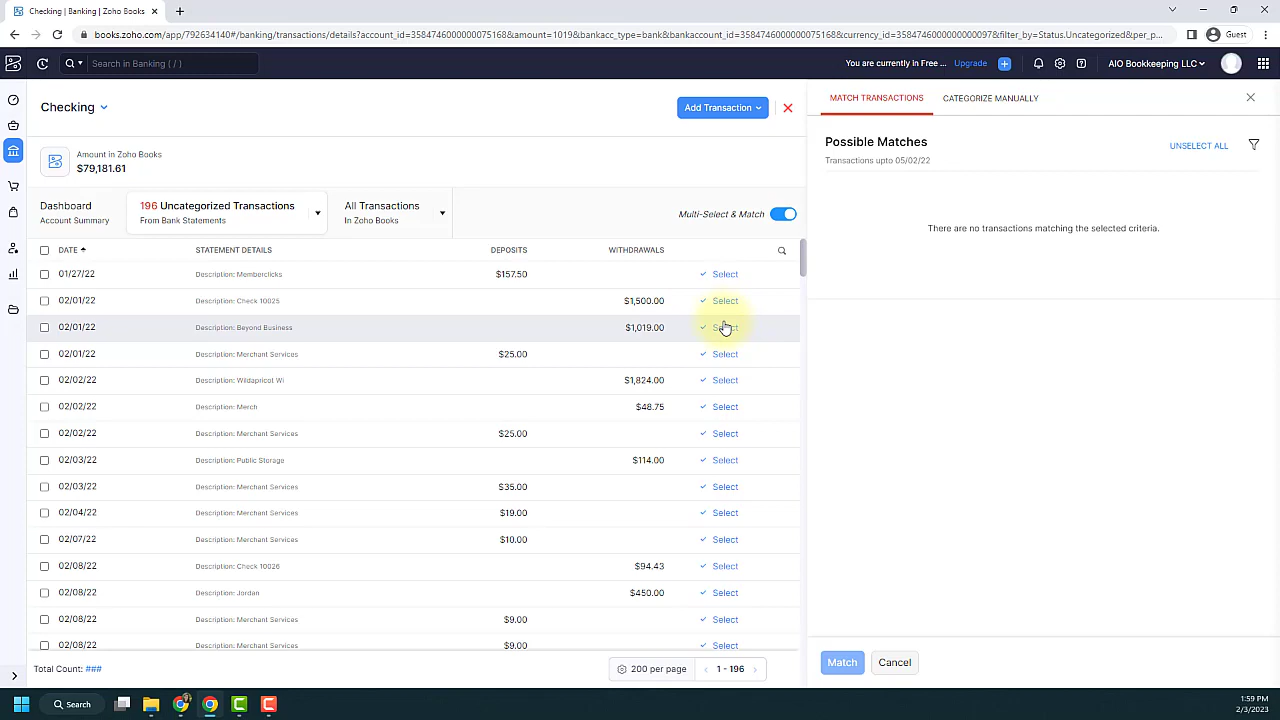 Checking | Banking | Zoho Books
books.zoho.com/app/792634140#/banking/transactions/details?account_id=3584746000000075168&amount=1019&bankacc_type=bank&bankaccount_id=3584746000000075168&currency_id=3584746000000000097&filter_by=Status.Uncategorized&per_p...
Guest
Search in Banking ( / )
You are currently in Free ...
Upgrade
AIO Bookkeeping LLC
Checking
Add Transaction
Amount in Zoho Books
$79,181.61
Dashboard
Account Summary
196 Uncategorized Transactions
From Bank Statements
All Transactions
In Zoho Books
Multi-Select & Match
DATE STATEMENT DETAILS DEPOSITS WITHDRAWALS
01/27/22 Description: Memberclicks $157.50 Select
02/01/22 Description: Check 10025 $1,500.00 Select
02/01/22 Description: Beyond Business $1,019.00 Select
02/01/22 Description: Merchant Services $25.00 Select
02/02/22 Description: Wildapricot Wi $1,824.00 Select
02/02/22 Description: Merch $48.75 Select
02/02/22 Description: Merchant Services $25.00 Select
02/03/22 Description: Public Storage $114.00 Select
02/03/22 Description: Merchant Services $35.00 Select
02/04/22 Description: Merchant Services $19.00 Select
02/07/22 Description: Merchant Services $10.00 Select
02/08/22 Description: Check 10026 $94.43 Select
02/08/22 Description: Jordan $450.00 Select
02/08/22 Description: Merchant Services $9.00 Select
02/08/22 Description: Merchant Services $9.00 Select
Total Count: ###
200 per page
1 - 196
MATCH TRANSACTIONS
CATEGORIZE MANUALLY
Possible Matches
Transactions upto 05/02/22
UNSELECT ALL
There are no transactions matching the selected criteria.
Match
Cancel
Search
1:59 PM
2/3/2023